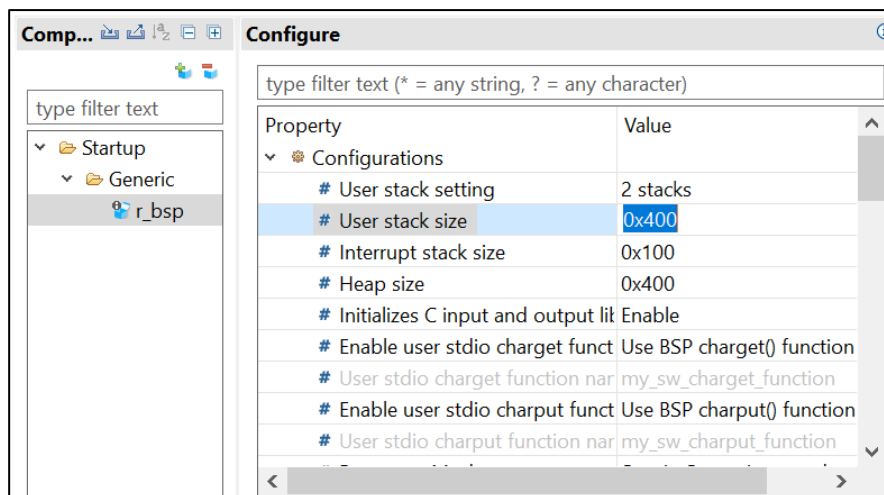 Comp...
type filter text
Startup
Generic
r_bsp
Configure
type filter text (* = any string, ? = any character)
Property Value
Configurations
# User stack setting 2 stacks
# User stack size 0x400
# Interrupt stack size 0x100
# Heap size 0x400
# Initializes C input and output lit Enable
# Enable user stdio charget funct Use BSP charget() function
# User stdio charget function nar my_sw_charget_function
# Enable user stdio charput funct Use BSP charput() function
# User stdio charput function nar my_sw_charput_function